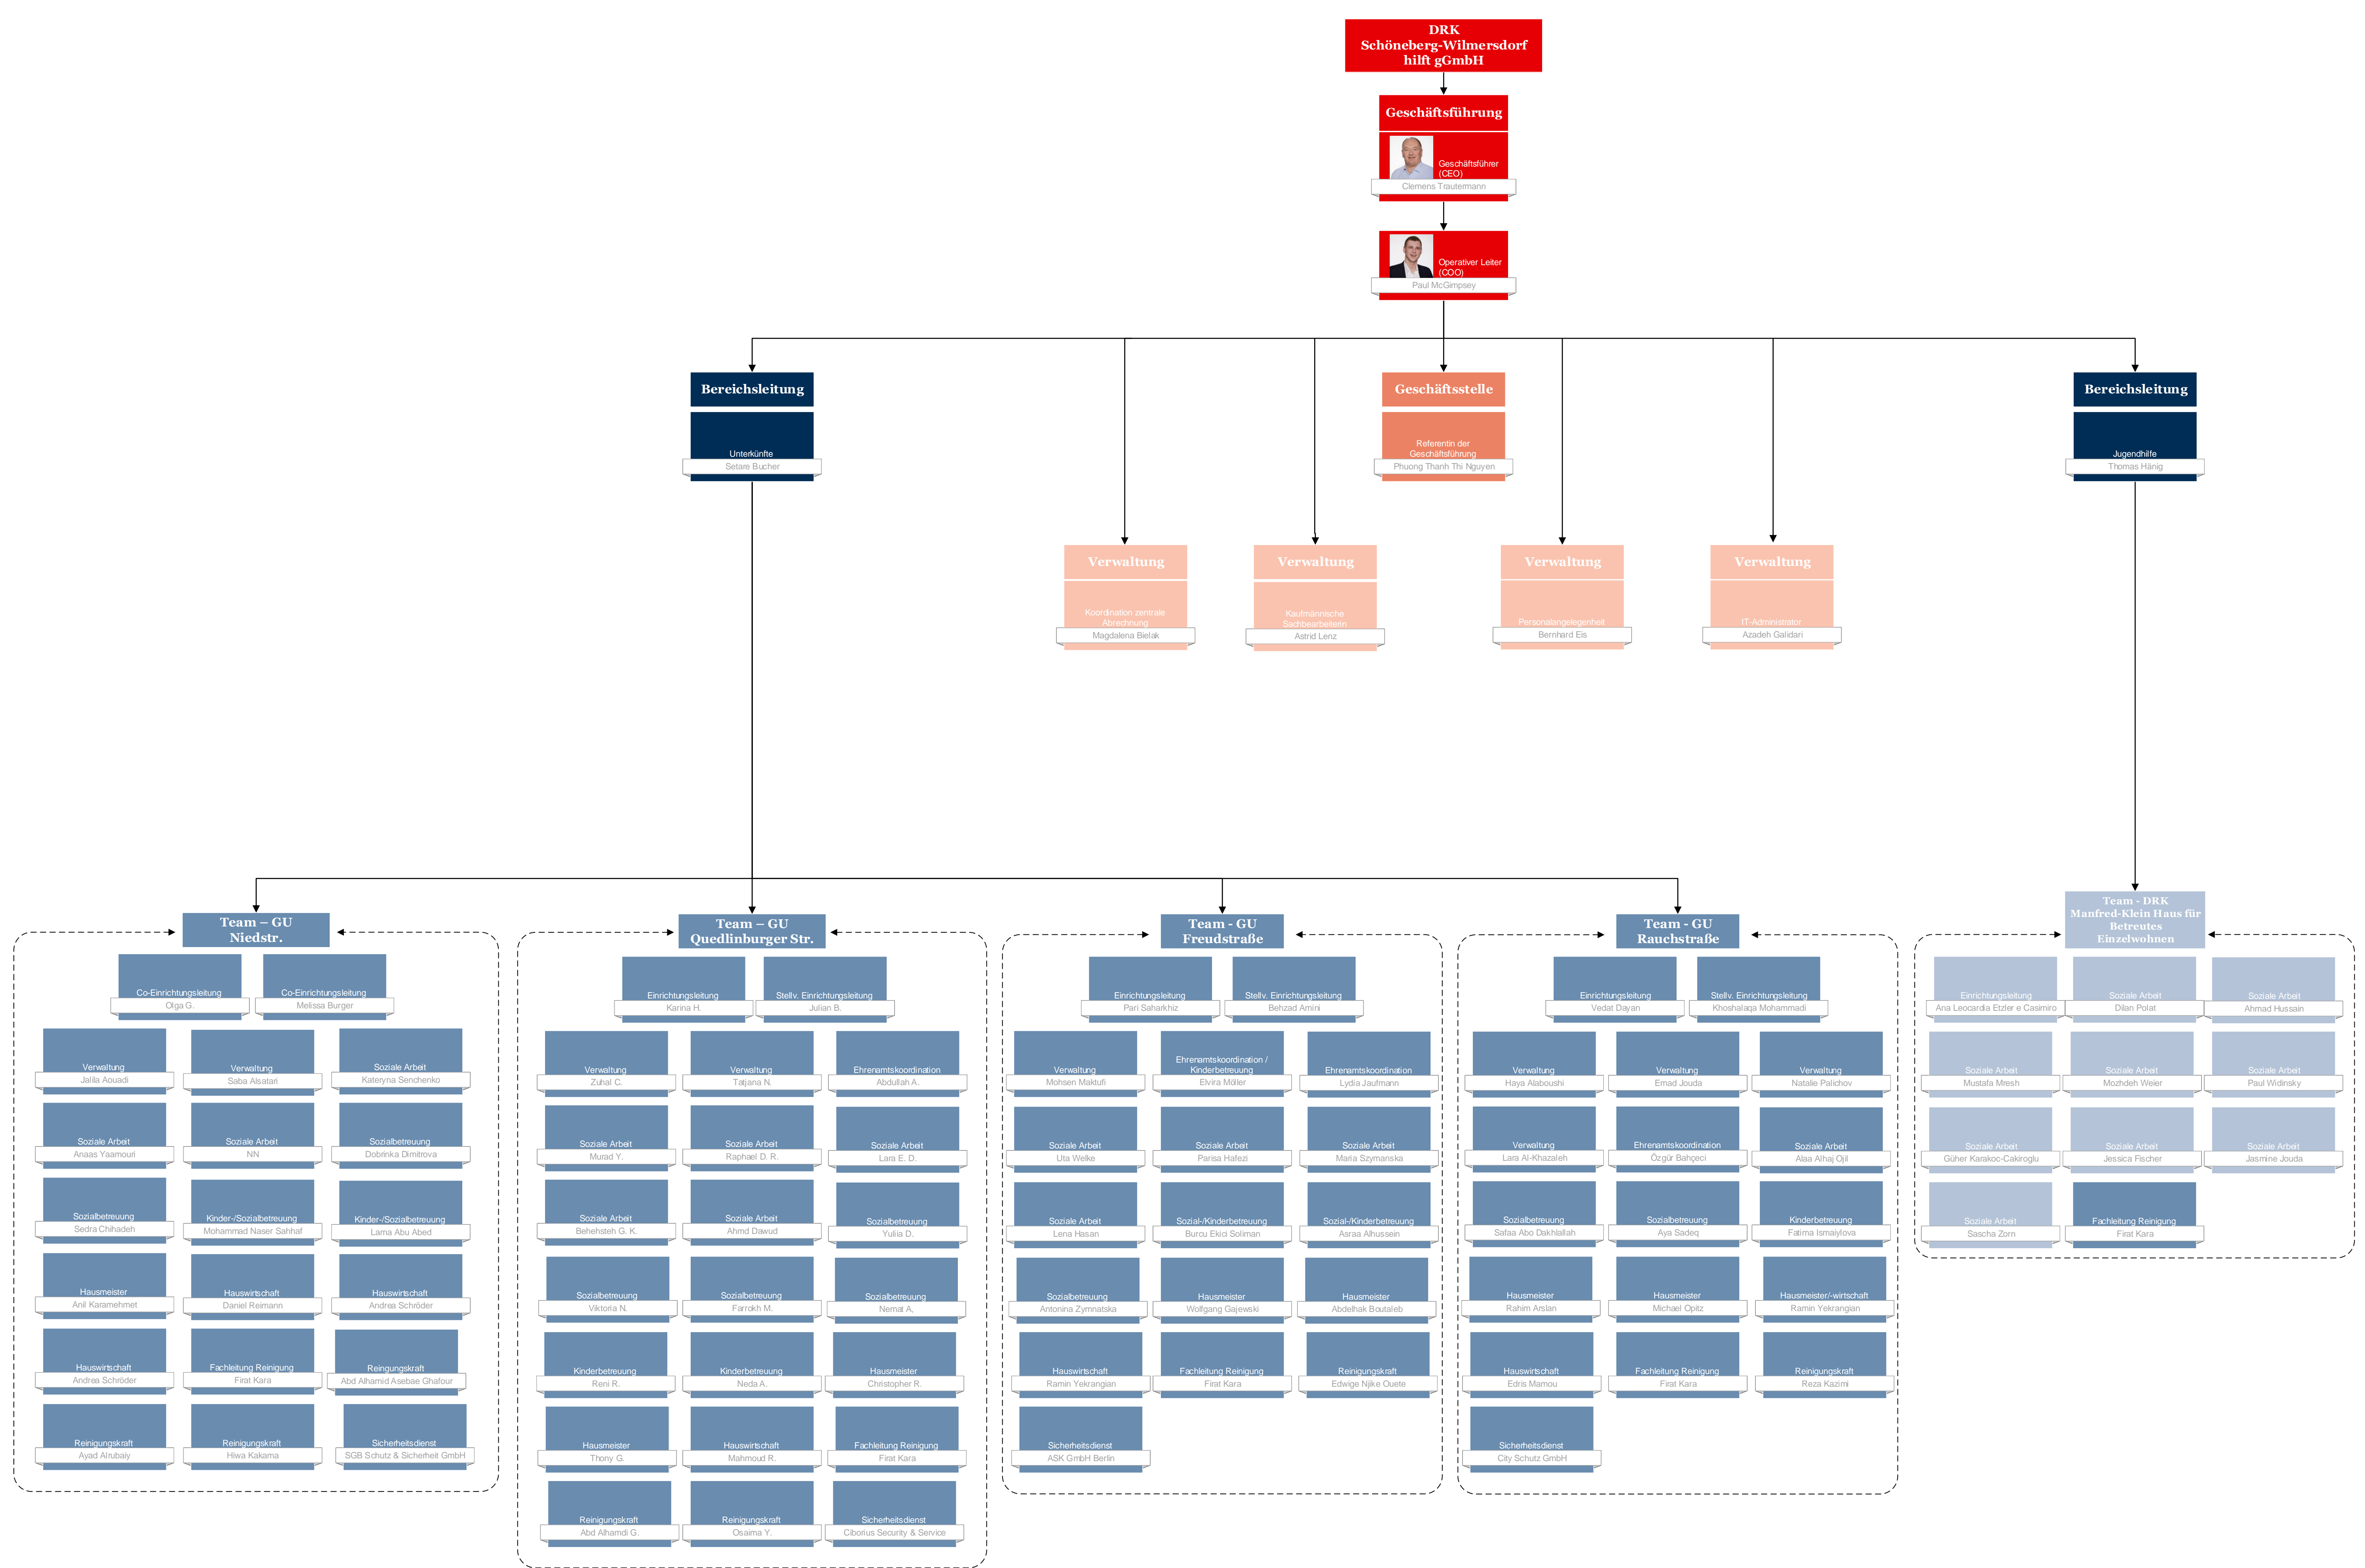 DRK
Schöneberg-Wilmersdorf
hilft gGmbH
Geschäftsführung
Geschäftsführer
(CEO)
Clemens Trautermann
Operativer Leiter
(COO)
Paul McGimpsey
Bereichsleitung
Unterkünfte
Setare Bucher
Geschäftsstelle
Referentin der
Geschäftsführung
Phuong Thanh Thi Nguyen
Bereichsleitung
Jugendhilfe
Thomas Hänig
Verwaltung
Koordination zentrale
Abrechnung
Magdalena Bielak
Verwaltung
Kaufmännische
Sachbearbeiterin
Astrid Lenz
Verwaltung
Personalangelegenheit
Bernhard Eis
Verwaltung
IT-Administrator
Azadeh Galidari
Team – GU
Niedstr.
Co-Einrichtungsleitung
Olga G.
Co-Einrichtungsleitung
Melissa Burger
Verwaltung
Jalila Aouadi
Verwaltung
Saba Alsatari
Soziale Arbeit
Kateryna Senchenko
Soziale Arbeit
Anaas Yaamouri
Soziale Arbeit
NN
Sozialbetreuung
Dobrinka Dimitrova
Sozialbetreuung
Sedra Chihadeh
Kinder-/Sozialbetreuung
Mohammad Naser Sahhaf
Kinder-/Sozialbetreuung
Lama Abu Abed
Hausmeister
Anil Karamehmet
Hauswirtschaft
Daniel Reimann
Hauswirtschaft
Andrea Schröder
Hauswirtschaft
Andrea Schröder
Fachleitung Reinigung
Firat Kara
Reingungskraft
Abd Alhamid Asebae Ghafour
Reinigungskraft
Ayad Alrubaiy
Reinigungskraft
Hiwa Kakama
Sicherheitsdienst
SGB Schutz & Sicherheit GmbH
Team – GU
Quedlinburger Str.
Einrichtungsleitung
Karina H.
Stellv. Einrichtungsleitung
Julian B.
Verwaltung
Zuhal C.
Verwaltung
Tatjana N.
Ehrenamtskoordination
Abdullah A.
Soziale Arbeit
Murad Y.
Soziale Arbeit
Raphael D. R.
Soziale Arbeit
Lara E. D.
Soziale Arbeit
Behehsteh G. K.
Soziale Arbeit
Ahmd Dawud
Sozialbetreuung
Yuliia D.
Sozialbetreuung
Viktoria N.
Sozialbetreuung
Farrokh M.
Sozialbetreuung
Nemat A,
Kinderbetreuung
Reni R.
Kinderbetreuung
Neda A.
Hausmeister
Christopher R.
Hausmeister
Thony G.
Hauswirtschaft
Mahmoud R.
Fachleitung Reinigung
Firat Kara
Reinigungskraft
Abd Alhamdi G.
Reinigungskraft
Osaima Y.
Sicherheitsdienst
Ciborius Security & Service
Team - GU
Freudstraße
Einrichtungsleitung
Pari Saharkhiz
Stellv. Einrichtungsleitung
Behzad Amini
Verwaltung
Mohsen Maktufi
Ehrenamtskoordination /
Kinderbetreuung
Elvira Möller
Ehrenamtskoordination
Lydia Jaufmann
Soziale Arbeit
Uta Welke
Soziale Arbeit
Parisa Hafezi
Soziale Arbeit
Maria Szymanska
Soziale Arbeit
Lena Hasan
Sozial-/Kinderbetreuung
Burcu Ekici Soliman
Sozial-/Kinderbetreuung
Asraa Alhussein
Sozialbetreuung
Antonina Zymnatska
Hausmeister
Wolfgang Gajewski
Hausmeister
Abdelhak Boutaleb
Hauswirtschaft
Ramin Yekrangian
Fachleitung Reinigung
Firat Kara
Reinigungskraft
Edwige Njike Ouete
Sicherheitsdienst
ASK GmbH Berlin
Team - GU
Rauchstraße
Einrichtungsleitung
Vedat Dayan
Stellv. Einrichtungsleitung
Khoshalaqa Mohammadi
Verwaltung
Haya Alaboushi
Verwaltung
Emad Jouda
Verwaltung
Natalie Palichov
Verwaltung
Lara Al-Khazaleh
Ehrenamtskoordination
Özgür Bahçeci
Soziale Arbeit
Alaa Alhaj Ojil
Sozialbetreuung
Safaa Abo Dakhlallah
Sozialbetreuung
Aya Sadeq
Kinderbetreuung
Fatima Ismaiylova
Hausmeister
Rahim Arslan
Hausmeister
Michael Opitz
Hausmeister/-wirtschaft
Ramin Yekrangian
Hauswirtschaft
Edris Mamou
Fachleitung Reinigung
Firat Kara
Reinigungskraft
Reza Kazimi
Sicherheitsdienst
City Schutz GmbH
Team - DRK
Manfred-Klein Haus für
Betreutes
Einzelwohnen
Einrichtungsleitung
Ana Leocardia Etzler e Casimiro
Soziale Arbeit
Dilan Polat
Soziale Arbeit
Ahmad Hussain
Soziale Arbeit
Mustafa Mresh
Soziale Arbeit
Mozhdeh Weier
Soziale Arbeit
Paul Widinsky
Soziale Arbeit
Güher Karakoc-Cakiroglu
Soziale Arbeit
Jessica Fischer
Soziale Arbeit
Jasmine Jouda
Soziale Arbeit
Sascha Zorn
Fachleitung Reinigung
Firat Kara